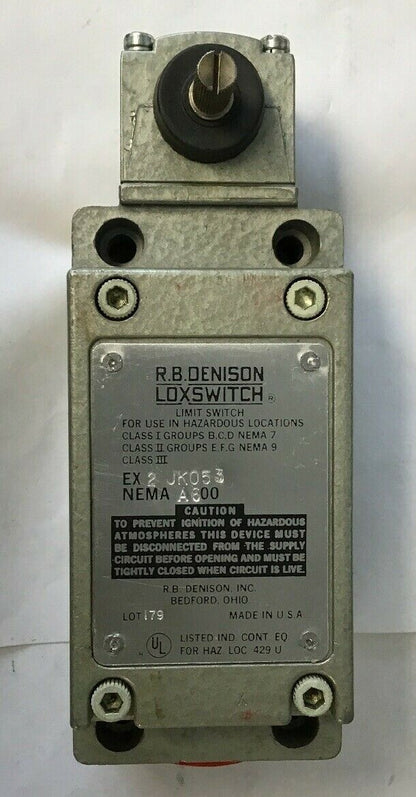 R.B. DENISON
LOXSWITCH ®
LIMIT SWITCH
FOR USE IN HAZARDOUS LOCATIONS
CLASS I GROUPS B,C,D NEMA 7
CLASS II GROUPS E,F,G NEMA 9
CLASS III
EX 2 JK053
NEMA A600
CAUTION
TO PREVENT IGNITION OF HAZARDOUS
ATMOSPHERES THIS DEVICE MUST
BE DISCONNECTED FROM THE SUPPLY
CIRCUIT BEFORE OPENING AND MUST BE
TIGHTLY CLOSED WHEN CIRCUIT IS LIVE.
R.B. DENISON, INC.
BEDFORD, OHIO
LOT 179 MADE IN U.S.A.
UL LISTED IND. CONT. EQ.
FOR HAZ. LOC. 429 U